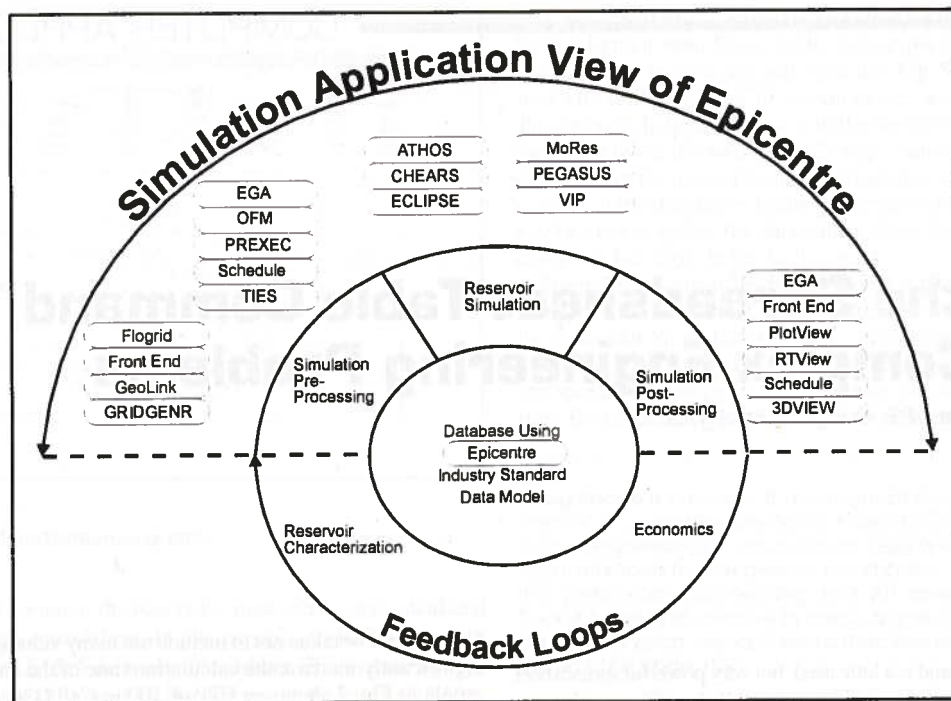 Simulation Application View of Epicentre
ATHOS
CHEARS
ECLIPSE
MoRes
PEGASUS
VIP
EGA
OFM
PREXEC
Schedule
TIES
Flogrid
Front End
GeoLink
GRIDGENR
EGA
Front End
PlotView
RTView
Schedule
3DVIEW
Reservoir
Simulation
Simulation
Pre-
Processing
Simulation
Post-
Processing
Database Using
Epicentre
Industry Standard
Data Model
Reservoir
Characterization
Economics
Feedback Loops